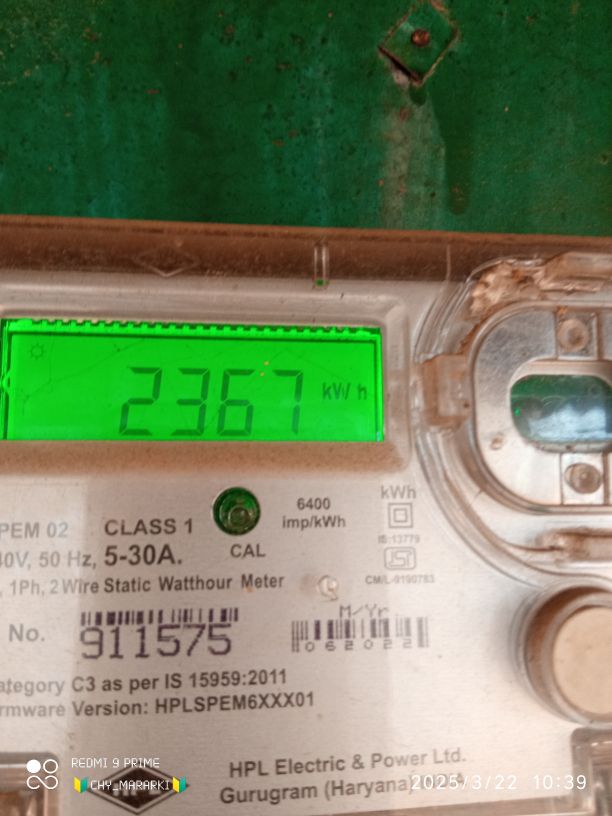 2367 kWh
PEM 02 CLASS 1
40V, 50 Hz, 5-30A.
CAL
6400
imp/kWh
kWh
IS:13779
CM/L-9190783
1Ph, 2 Wire Static Watthour Meter
No. 911575
M/Yr
062022
ategory C3 as per IS 15959:2011
rmware Version: HPLSPEM6XXX01
HPL Electric & Power Ltd.
Gurugram (Haryana)
REDMI 9 PRIME
CHY_MARARKI
2025/3/22 10:39